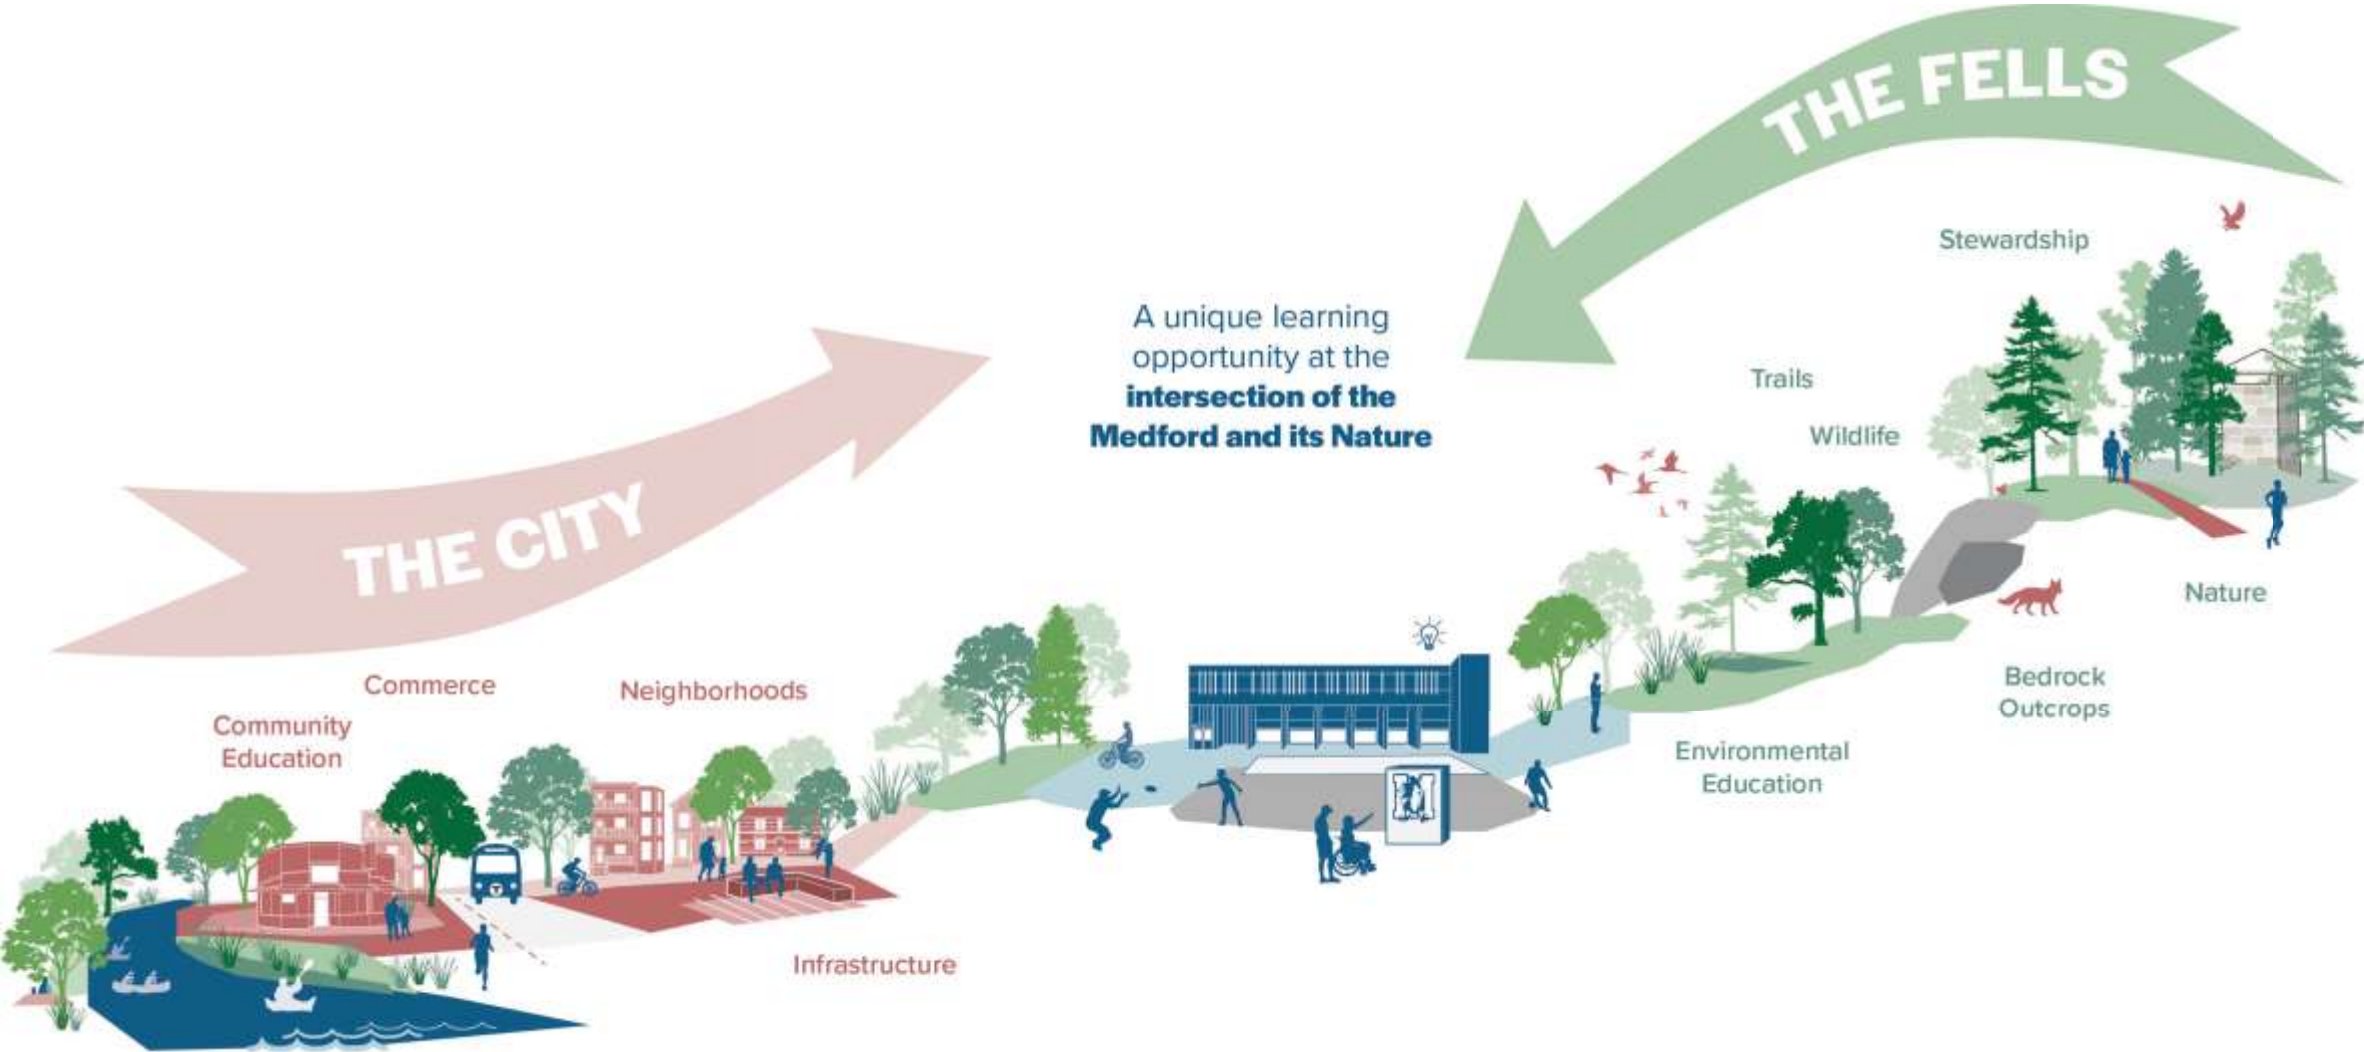 THE FELLS
Stewardship
A unique learning
opportunity at the
intersection of the
Medford and its Nature
Trails
Wildlife
THE CITY
Nature
Commerce
Neighborhoods
Community
Education
Bedrock
Outcrops
Environmental
Education
M
T
Infrastructure